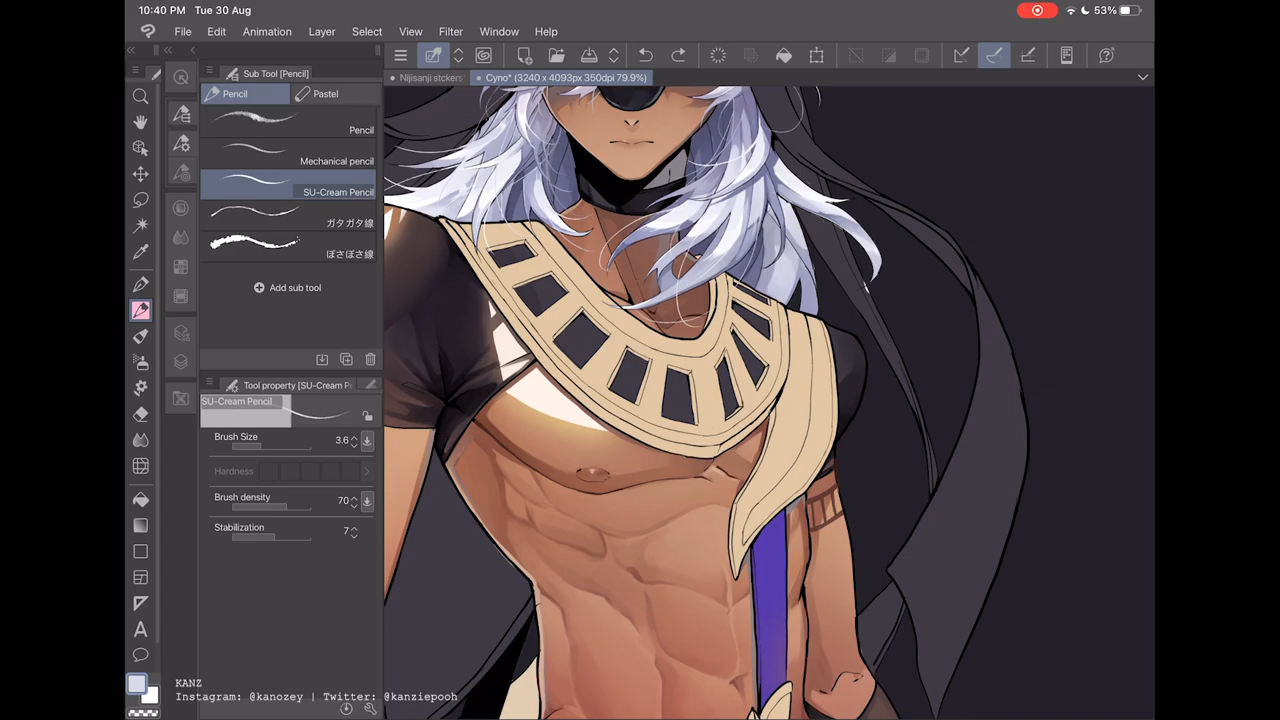 10:40 PM Tue 30 Aug
53%
File Edit Animation Layer Select View Filter Window Help
Sub Tool [Pencil]
Nijisanji stckers
Cyno* (3240 x 4093px 350dpi 79.9%)
Pencil Pastel
Pencil
Mechanical pencil
SU-Cream Pencil
ガタガタ線
ぼさぼさ線
Add sub tool
Tool property [SU-Cream P
SU-Cream Pencil
Brush Size 3.6
Hardness
Brush density 70
Stabilization 7
KANZ
Instagram: @kanozey | Twitter: @kanziepooh